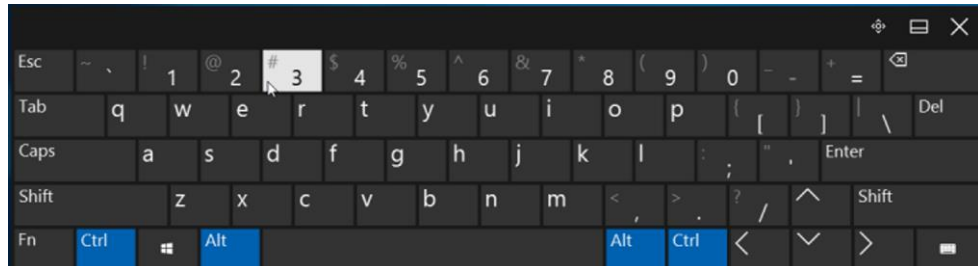 Esc ~ ` ! 1 @ 2 # 3 $ 4 % 5 ^ 6 & 7 * 8 ( 9 ) 0 _ - + =
Tab q w e r t y u i o p { [ } ] | \ Del
Caps a s d f g h j k l : ; " ' Enter
Shift z x c v b n m < , > . ? / Shift
Fn Ctrl Alt Alt Ctrl